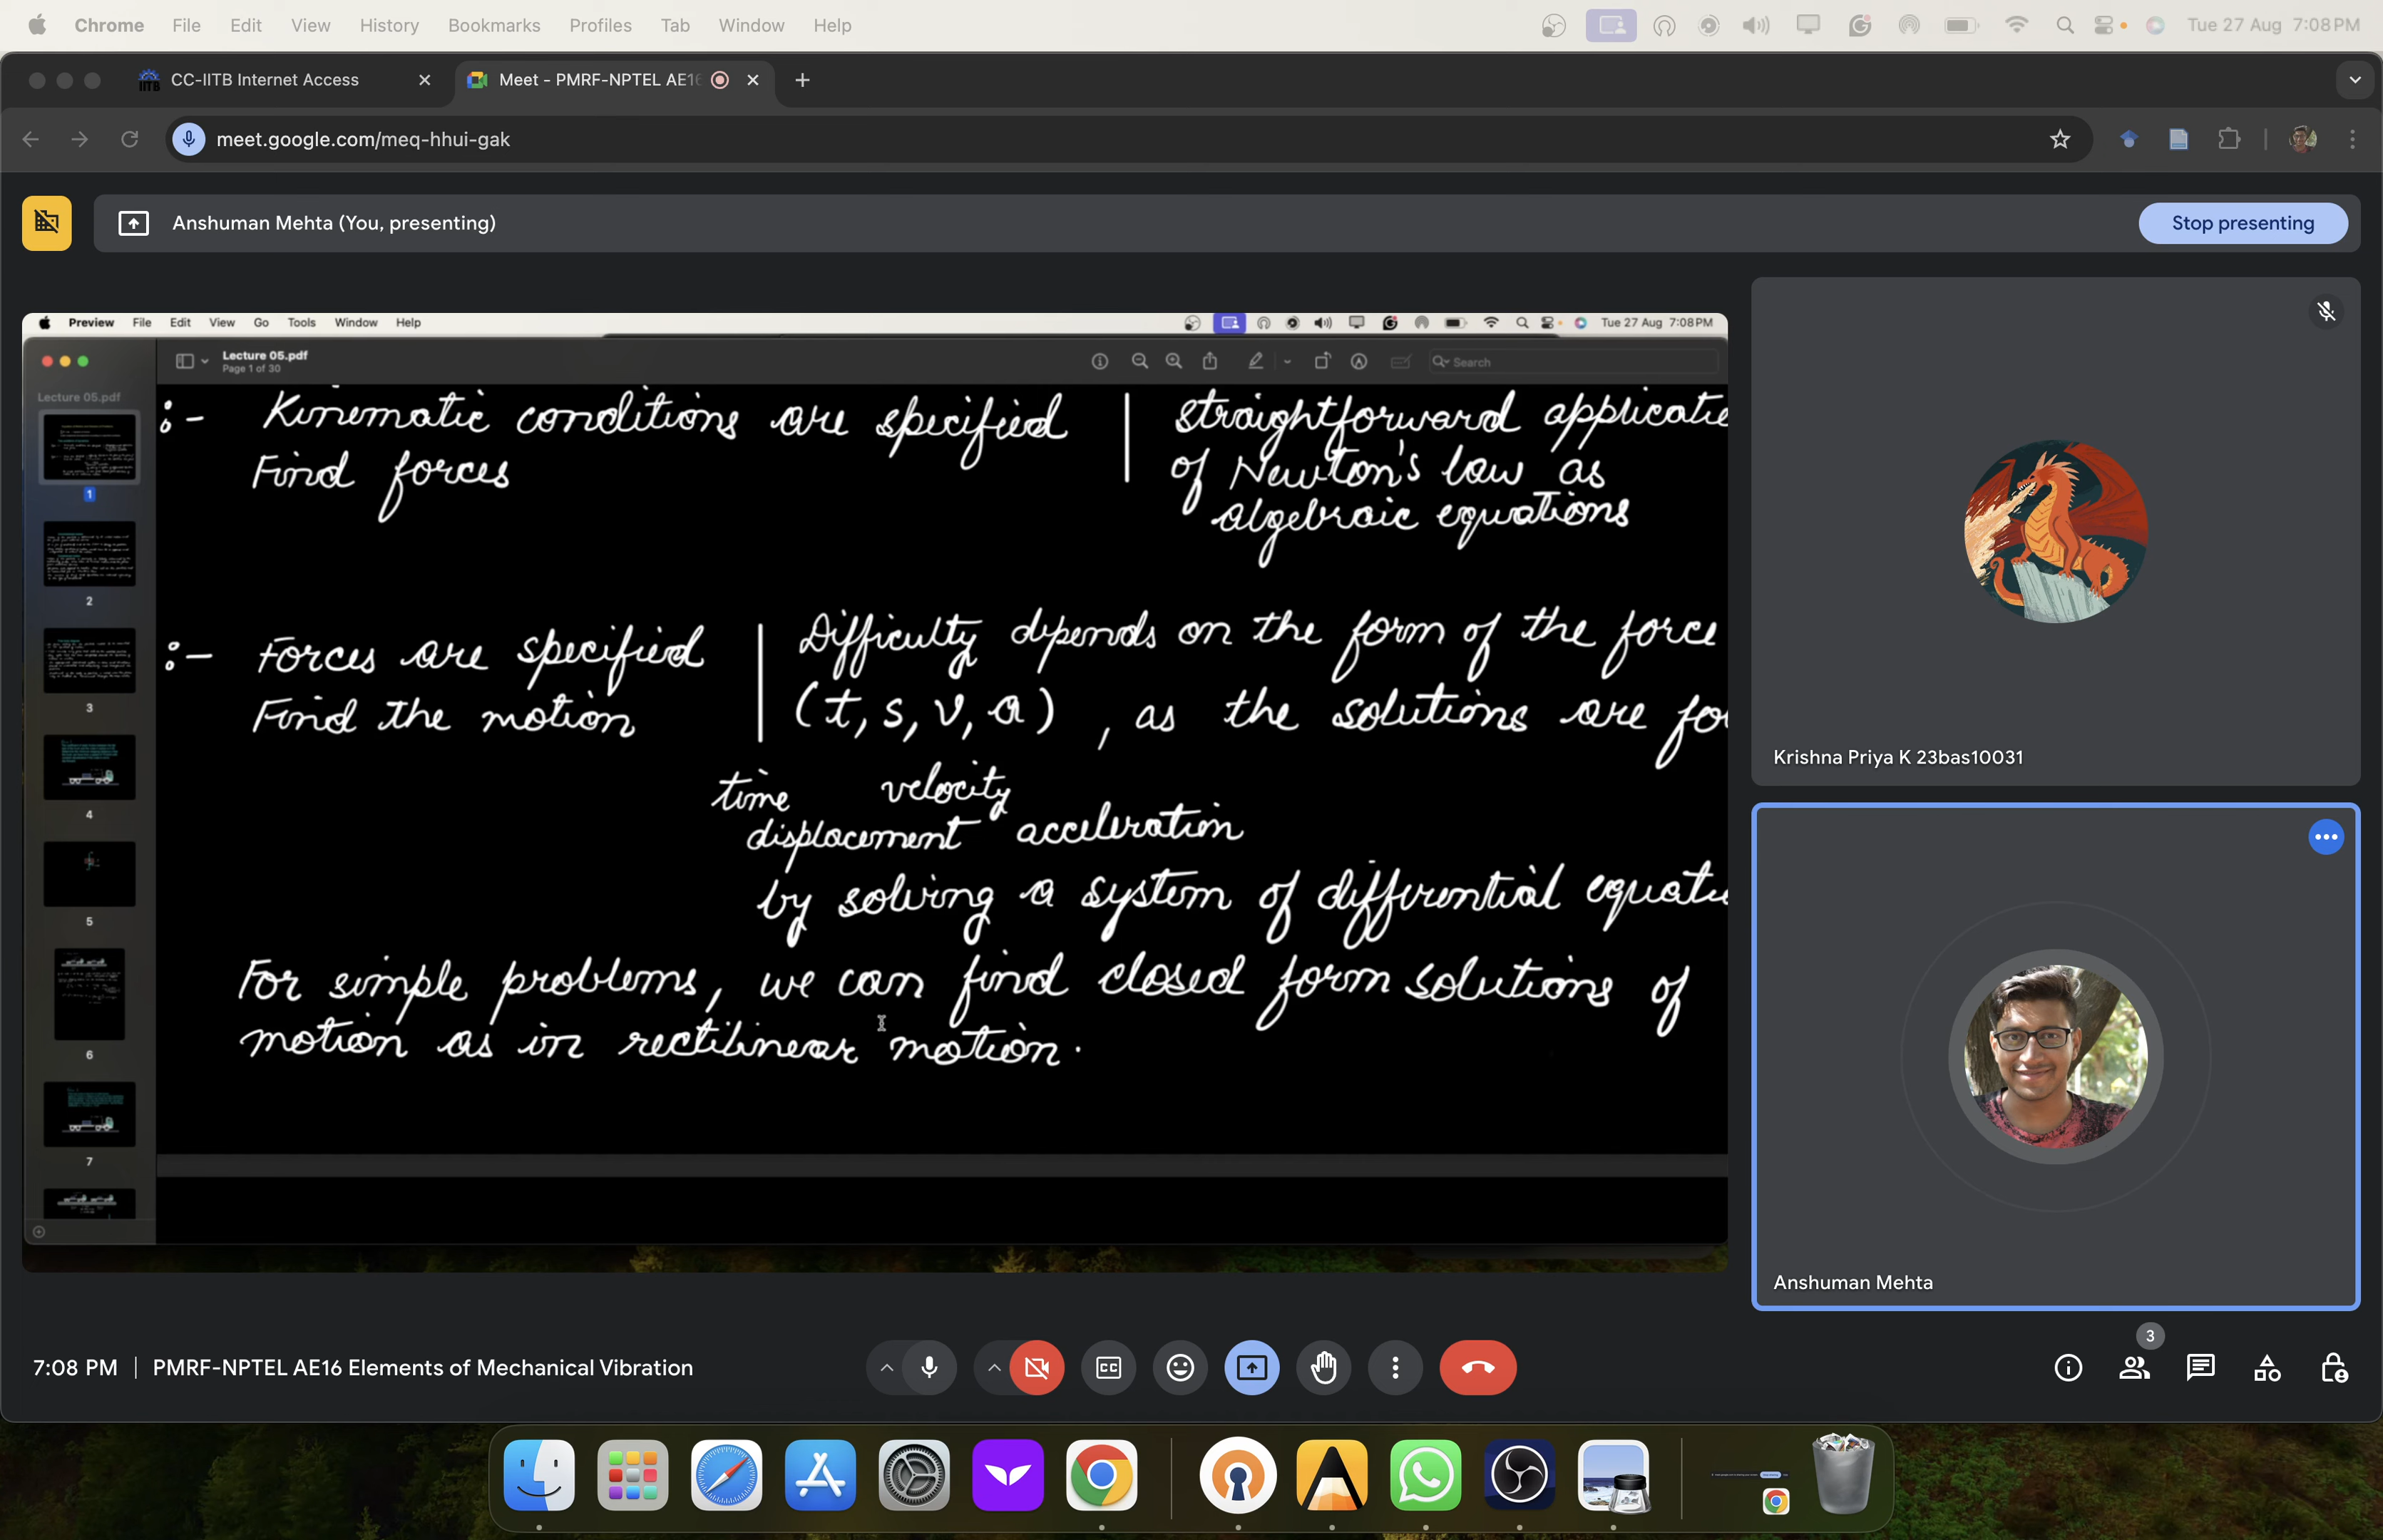 Chrome File Edit View History Bookmarks Profiles Tab Window Help Tue 27 Aug 7:08 PM
CC-IITB Internet Access Meet - PMRF-NPTEL AE16
meet.google.com/meq-hhui-gak
Anshuman Mehta (You, presenting) Stop presenting
Preview File Edit View Go Tools Window Help Tue 27 Aug 7:08 PM
Lecture 05.pdf
Page 1 of 30
Search
Lecture 05.pdf
1
2
3
4
5
6
7
:- Kinematic conditions are specified | Straightforward applicatio
Find forces of Newton's law as
algebraic equations
:- Forces are specified | Difficulty depends on the form of the force
Find the motion (t, s, v, a), as the solutions are fo
time velocity
displacement acceleration
by solving a system of differential equatio
For simple problems, we can find closed form solutions of
motion as in rectilinear motion.
Krishna Priya K 23bas10031
Anshuman Mehta
7:08 PM | PMRF-NPTEL AE16 Elements of Mechanical Vibration
CC
3